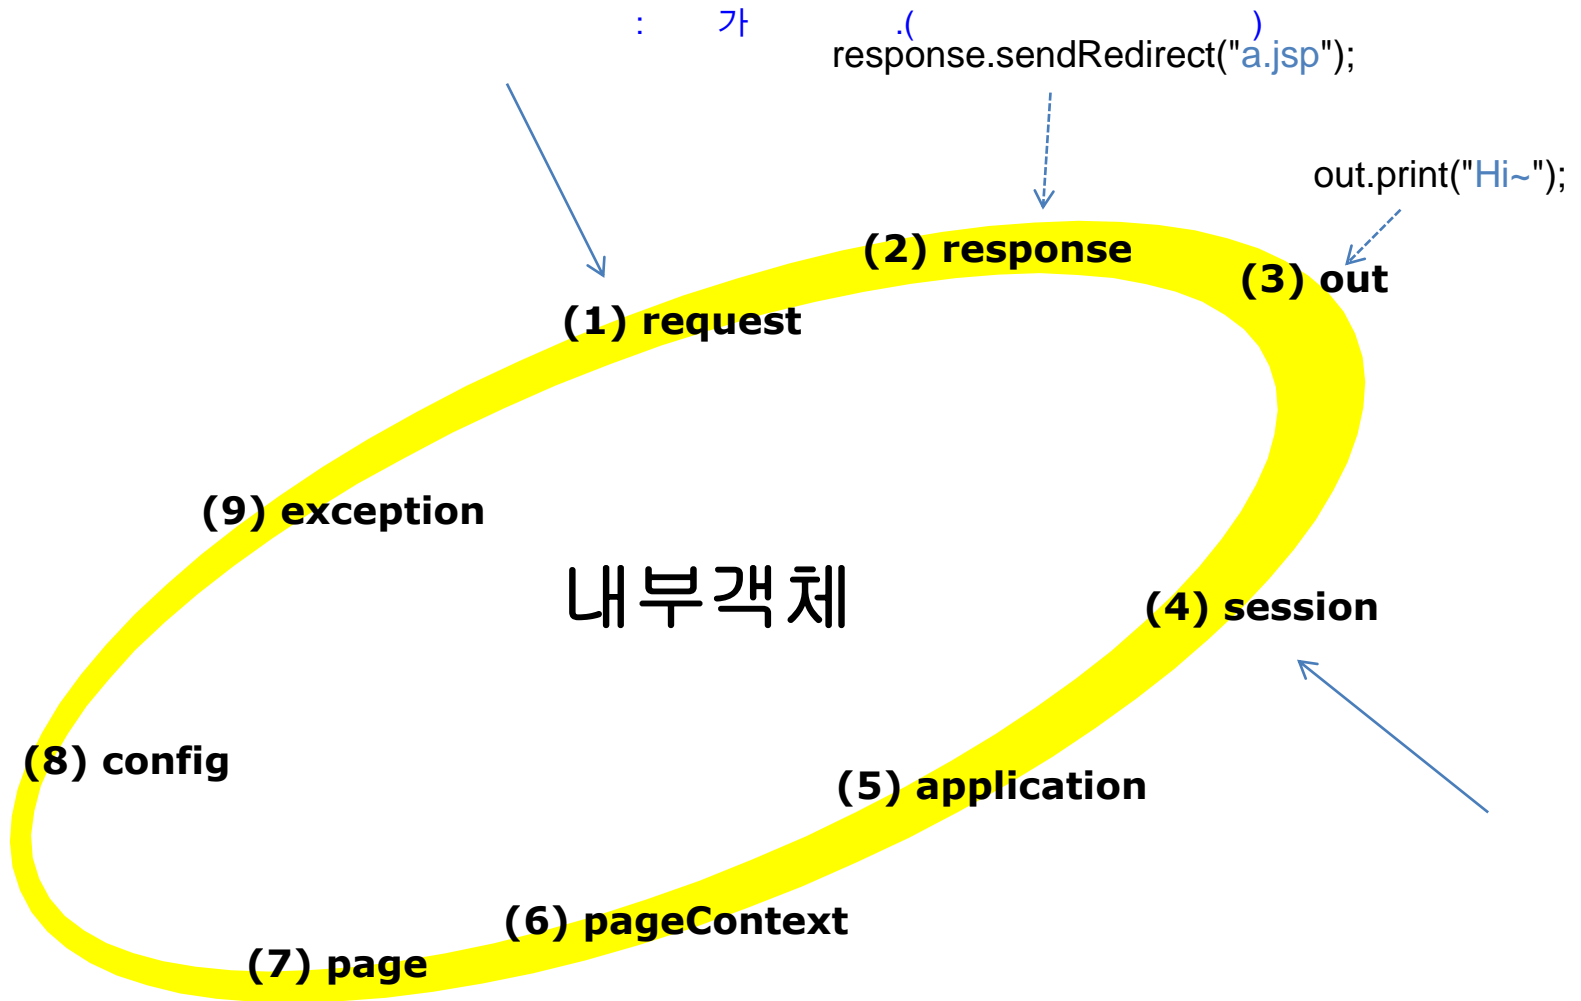 : 가 .( )
response.sendRedirect("a.jsp");
out.print("Hi~");
(2) response
(3) out
(1) request
(9) exception
내부객체
(4) session
(8) config
(5) application
(6) pageContext
(7) page